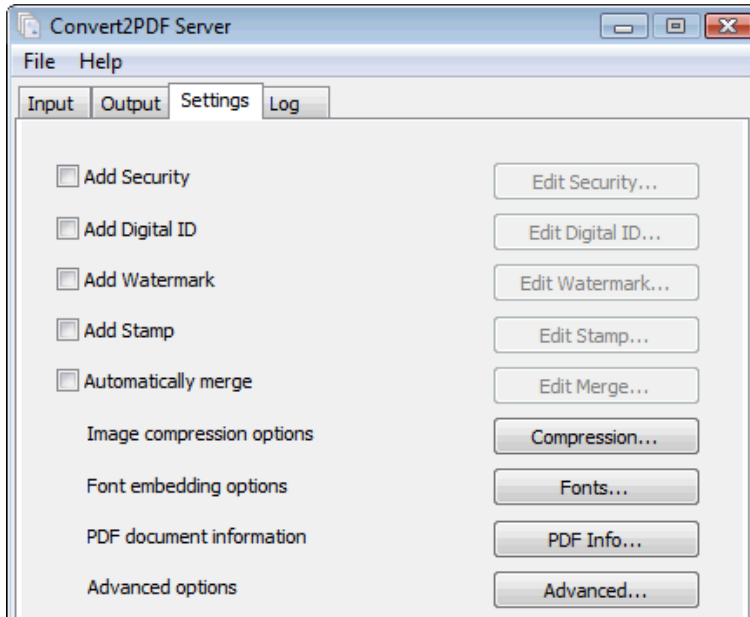 Convert2PDF Server
File Help
Input Output Settings Log
Add Security Edit Security...
Add Digital ID Edit Digital ID...
Add Watermark Edit Watermark...
Add Stamp Edit Stamp...
Automatically merge Edit Merge...
Image compression options Compression...
Font embedding options Fonts...
PDF document information PDF Info...
Advanced options Advanced...